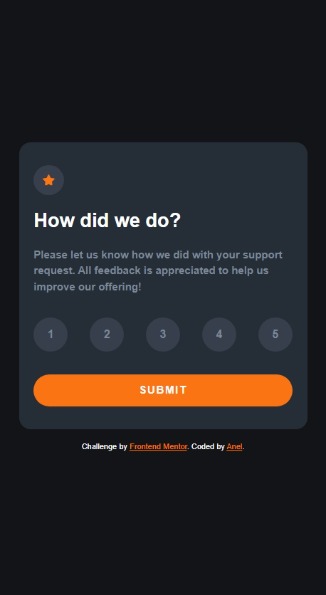 How did we do?
Please let us know how we did with your support
request. All feedback is appreciated to help us
improve our offering!
1 2 3 4 5
SUBMIT
Challenge by Frontend Mentor. Coded by Anel.